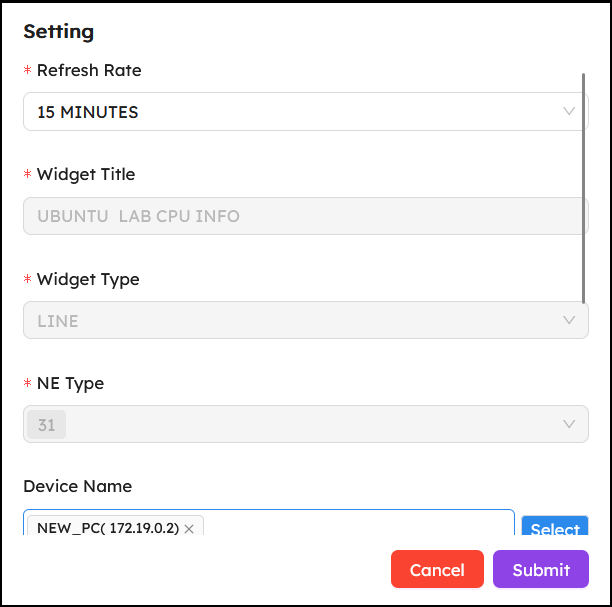 Setting
* Refresh Rate
15 MINUTES
* Widget Title
UBUNTU  LAB CPU INFO
* Widget Type
LINE
* NE Type
31
Device Name
NEW_PC( 172.19.0.2) ×
Select
Cancel
Submit